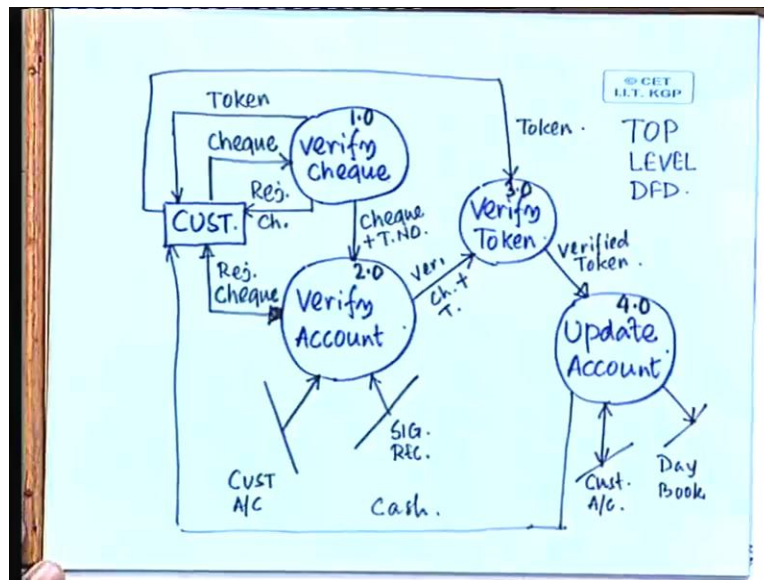 © CET
I.I.T. KGP
TOP
LEVEL
DFD.
Token
1.0
Verify
Cheque
Cheque
Rej.
Ch.
CUST.
Token.
3.0
Verify
Token.
Cheque
+ T.NO.
Rej.
Cheque
2.0
Verify
Account
Veri.
Ch. +
T.
Verified
Token.
4.0
Update
Account
CUST
A/C
SIG.
REC.
Cust.
A/C.
Day
Book
Cash.